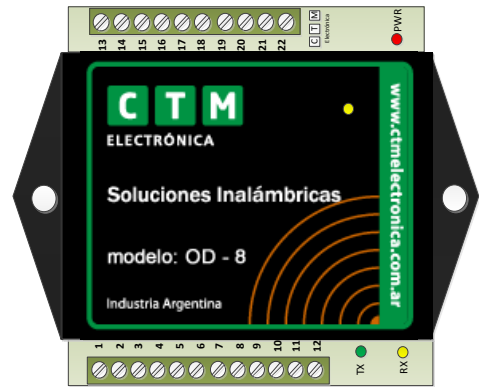 13 14 15 16 17 18 19 20 21 22
C T M
Electrónica
PWR
C T M
ELECTRÓNICA
www.ctmelectronica.com.ar
Soluciones Inalámbricas
modelo: OD - 8
Industria Argentina
1 2 3 4 5 6 7 8 9 10 11 12
TX
RX